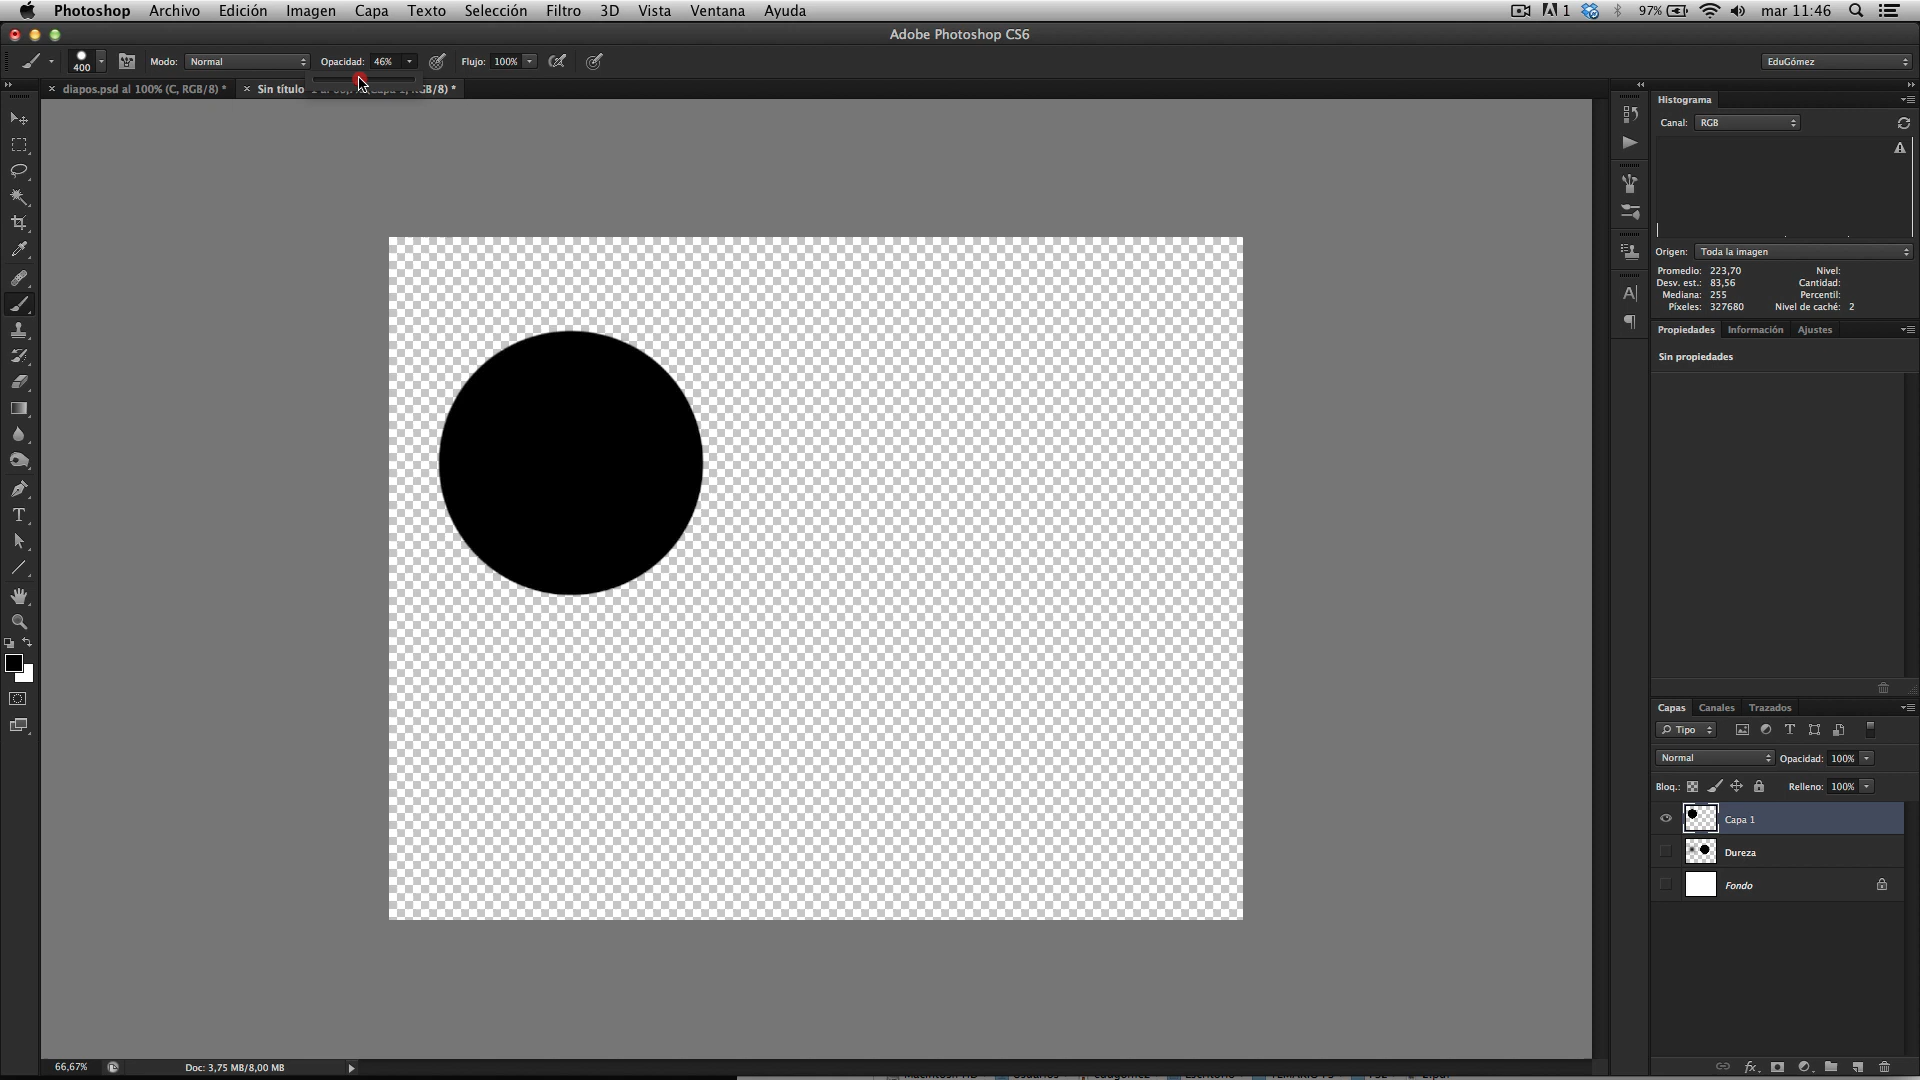 Photoshop Archivo Edición Imagen Capa Texto Selección Filtro 3D Vista Ventana Ayuda 1 97% mar 11:46
Adobe Photoshop CS6
400 Modo: Normal Opacidad: 46% Flujo: 100% EduGómez
diapos.psd al 100% (C, RGB/8) * Sin título
Histograma
Canal: RGB
Origen: Toda la imagen
Promedio: 223,70 Nivel:
Desv. est.: 83,56 Cantidad:
Mediana: 255 Percentil:
Píxeles: 327680 Nivel de caché: 2
Propiedades Información Ajustes
Sin propiedades
Capas Canales Trazados
Tipo
Normal Opacidad: 100%
Bloq.: Relleno: 100%
Capa 1
Dureza
Fondo
66,67% Doc: 3,75 MB/8,00 MB